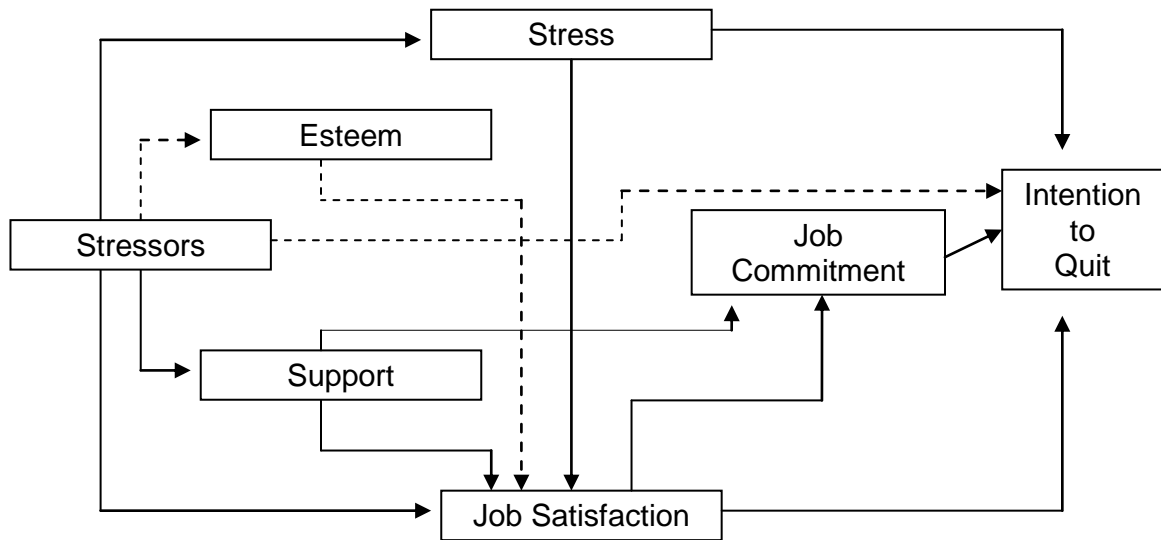 Stress
Esteem
Stressors
Support
Job
Commitment
Intention
to
Quit
Job Satisfaction